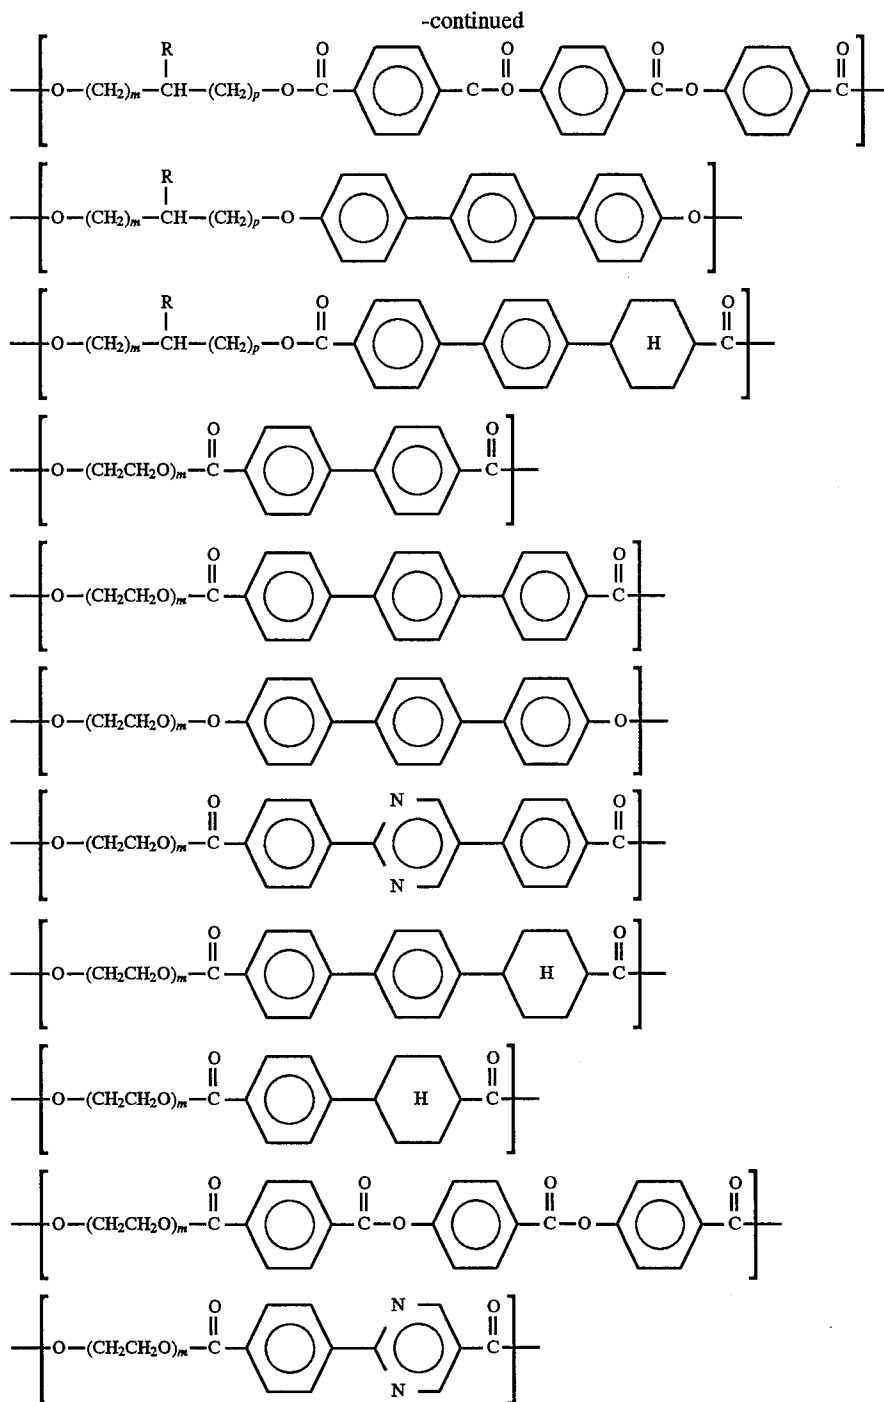 -continued
R O O O O
O—(CH₂)ₘ—CH—(CH₂)ₚ—O—C C—O C—O C
R
O—(CH₂)ₘ—CH—(CH₂)ₚ—O O
R O O
O—(CH₂)ₘ—CH—(CH₂)ₚ—O—C H C
O O
O—(CH₂CH₂O)ₘ—C C
O O
O—(CH₂CH₂O)ₘ—C C
O—(CH₂CH₂O)ₘ—O O
O N O
O—(CH₂CH₂O)ₘ—C C
N
O O
O—(CH₂CH₂O)ₘ—C H C
O O
O—(CH₂CH₂O)ₘ—C H C
O O O O
O—(CH₂CH₂O)ₘ—C C—O C—O C
O N O
O—(CH₂CH₂O)ₘ—C C
N